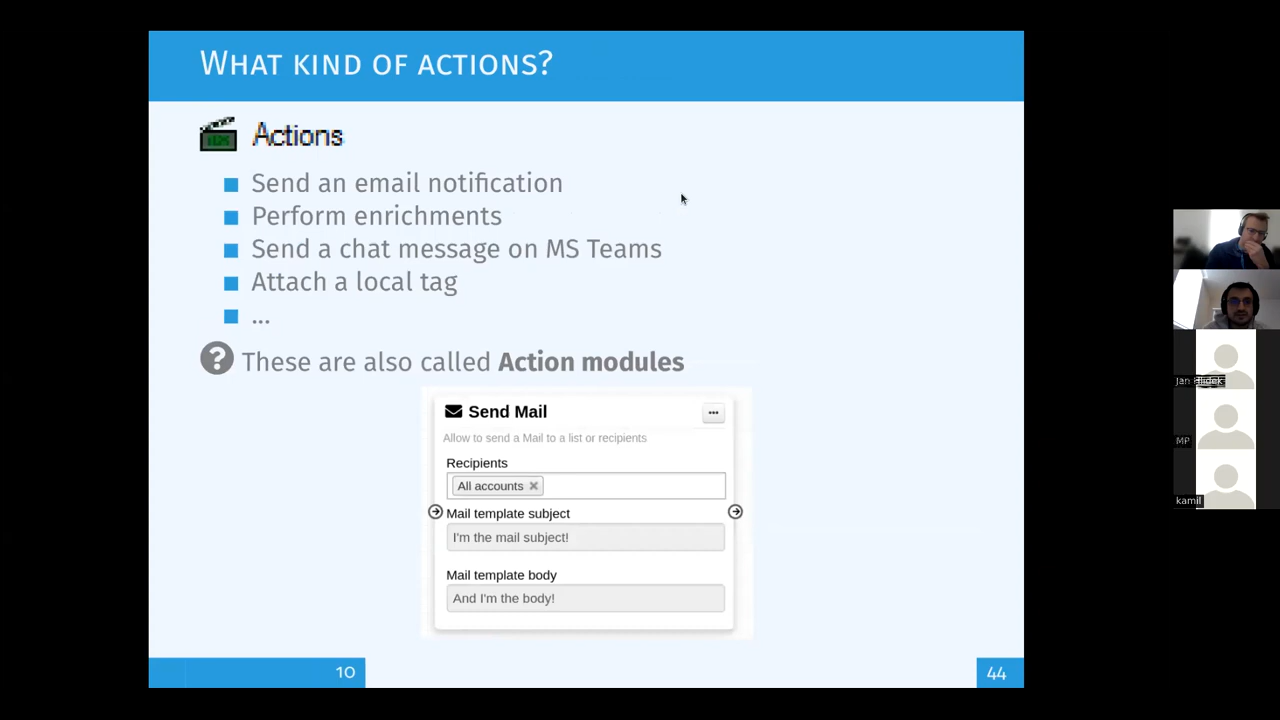 WHAT KIND OF ACTIONS?
Actions
Send an email notification
Perform enrichments
Send a chat message on MS Teams
Attach a local tag
...
? These are also called Action modules
Send Mail
Allow to send a Mail to a list or recipients
Recipients
All accounts
Mail template subject
I'm the mail subject!
Mail template body
And I'm the body!
10
44
Jan
MP
kamil